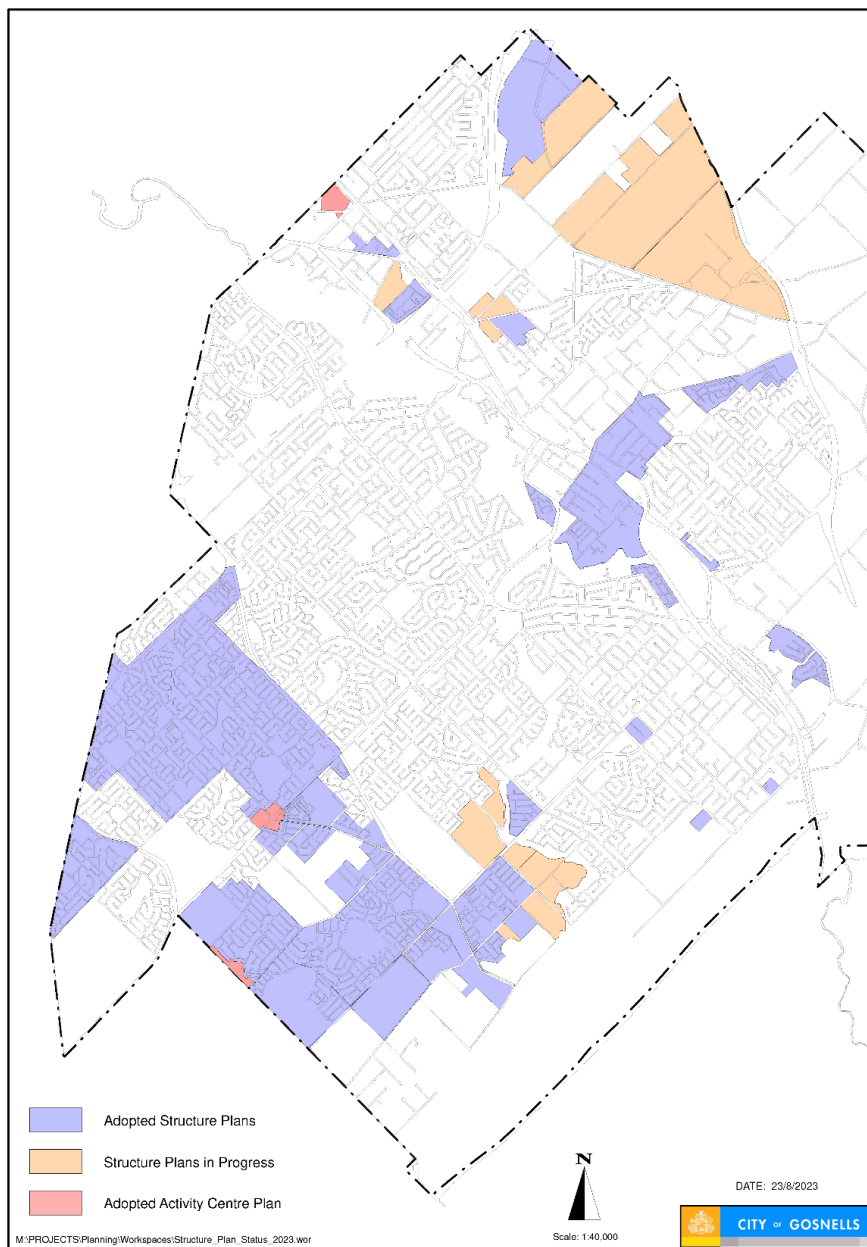 Adopted Structure Plans
Structure Plans in Progress
Adopted Activity Centre Plan
M:\PROJECTS\Planning\Workspaces\Structure_Plan_Status_2023.wor
N
Scale: 1:40,000
DATE: 23/8/2023
CITY OF GOSNELLS